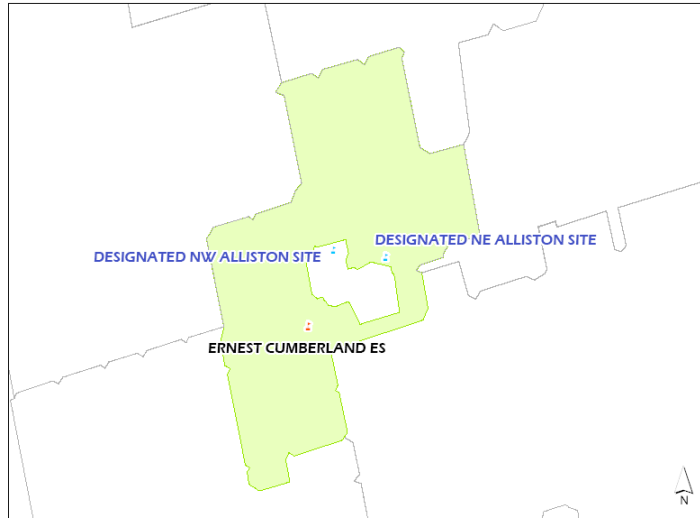 DESIGNATED NE ALLISTON SITE
DESIGNATED NW ALLISTON SITE
ERNEST CUMBERLAND ES
N